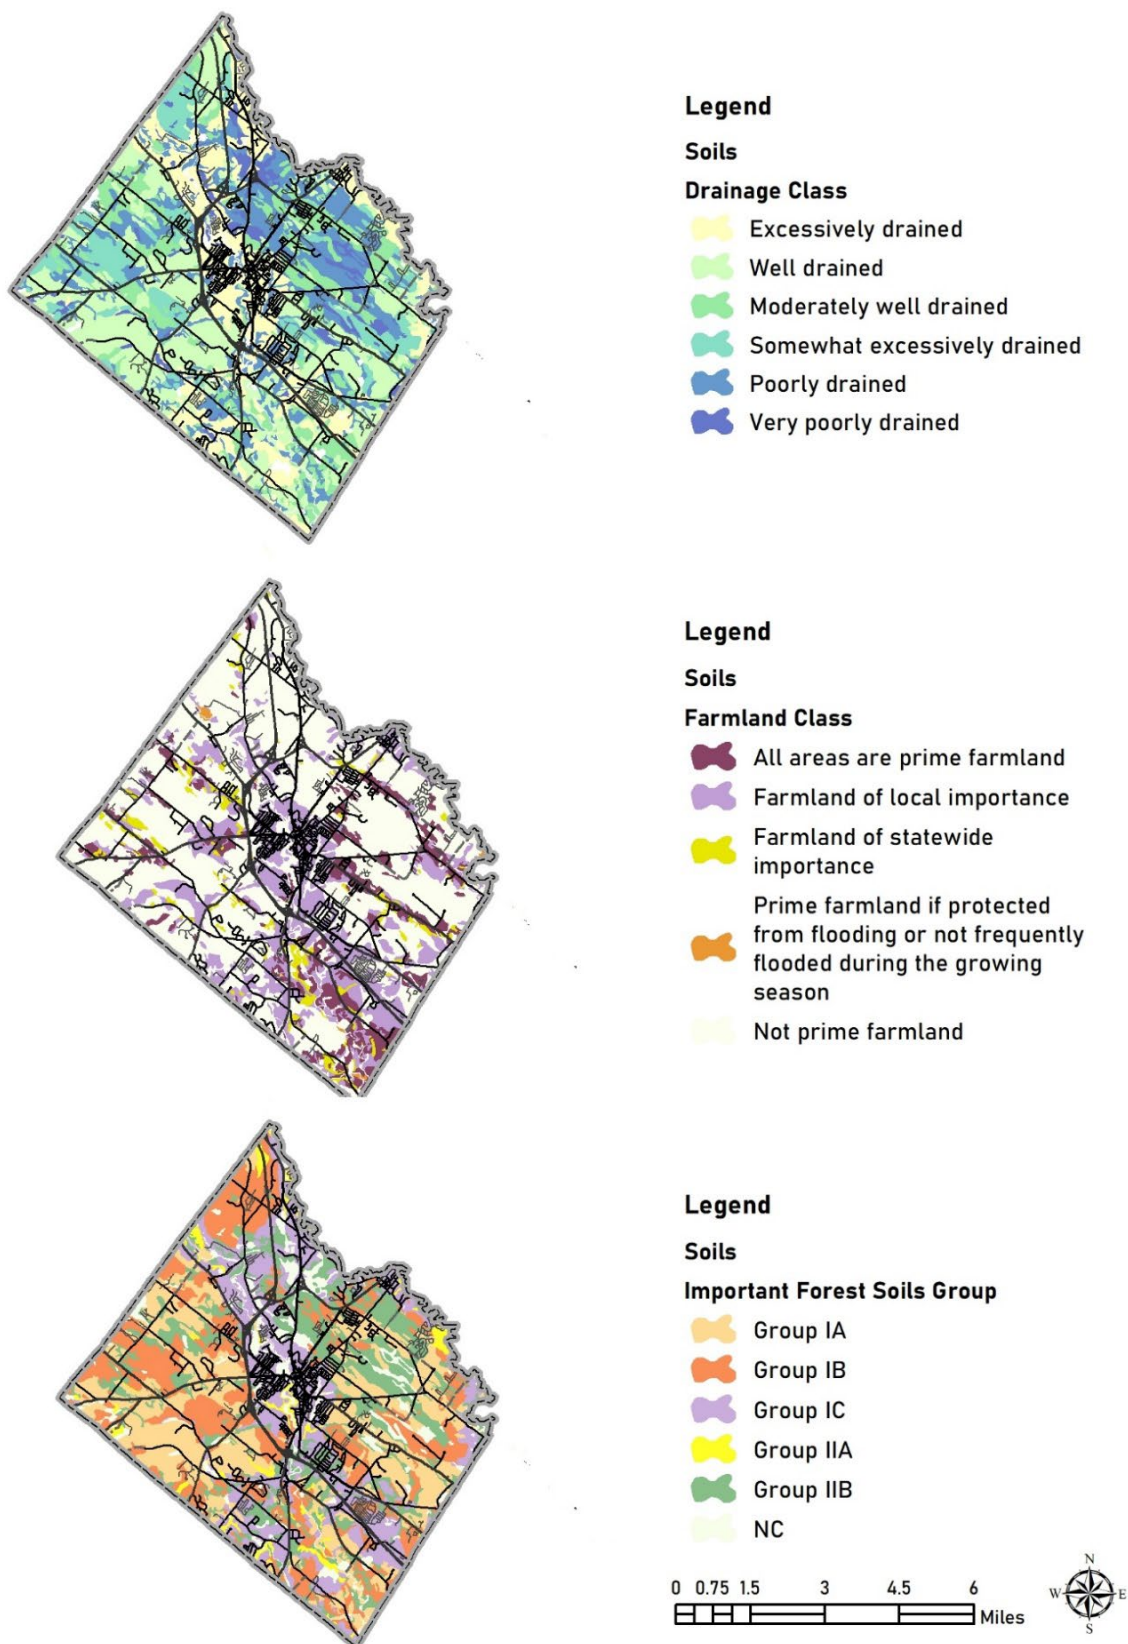 Legend
Soils
Drainage Class
Excessively drained
Well drained
Moderately well drained
Somewhat excessively drained
Poorly drained
Very poorly drained
Legend
Soils
Farmland Class
All areas are prime farmland
Farmland of local importance
Farmland of statewide
importance
Prime farmland if protected
from flooding or not frequently
flooded during the growing
season
Not prime farmland
Legend
Soils
Important Forest Soils Group
Group IA
Group IB
Group IC
Group IIA
Group IIB
NC
0 0.75 1.5 3 4.5 6
Miles
N
W E
S